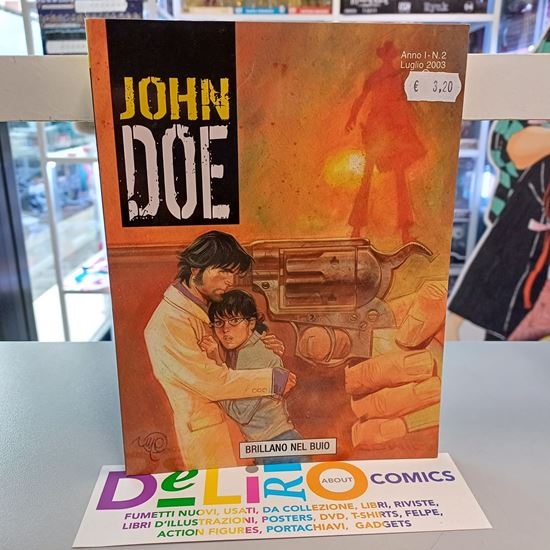 JOHN
DOE
Anno I - N. 2
Luglio 2003
€ 3,20
BRILLANO NEL BUIO
DeLiRiO ABOUT COMICS
FUMETTI NUOVI, USATI, DA COLLEZIONE, LIBRI, RIVISTE,
LIBRI D'ILLUSTRAZIONI, POSTERS, DVD, T-SHIRTS, FELPE,
ACTION FIGURES, PORTACHIAVI, GADGETS